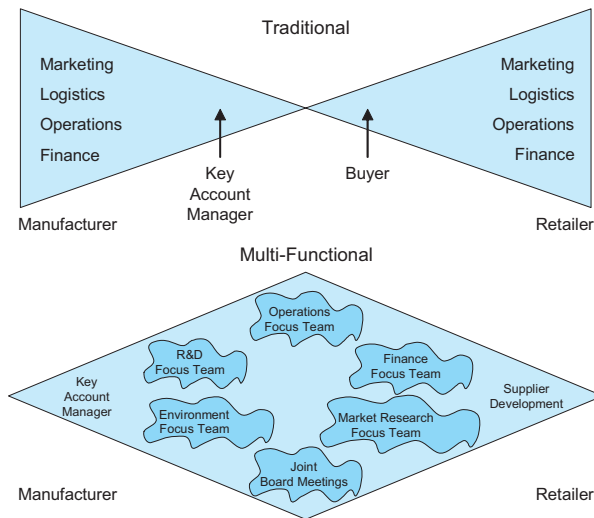 Traditional
Marketing
Logistics
Operations
Finance
Marketing
Logistics
Operations
Finance
Key
Account
Manager
Buyer
Manufacturer
Retailer
Multi-Functional
Operations
Focus Team
R&D
Focus Team
Finance
Focus Team
Key
Account
Manager
Supplier
Development
Environment
Focus Team
Market Research
Focus Team
Joint
Board Meetings
Manufacturer
Retailer